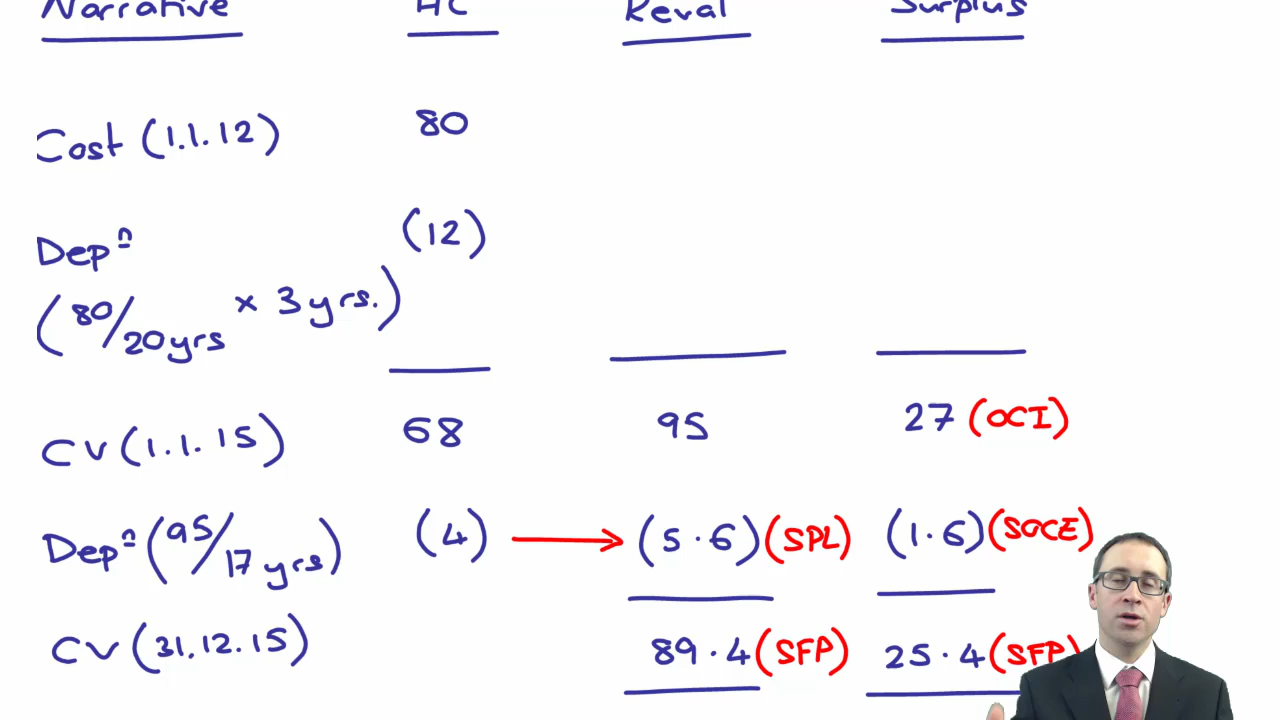 Narrative HC Reval Surplus
Cost (1.1.12) 80
Depⁿ (12)
(80/20yrs × 3yrs.)
CV (1.1.15) 68 95 27 (OCI)
Depⁿ (95/17 yrs) (4) → (5.6) (SPL) (1.6) (SOCE)
CV (31.12.15) 89.4 (SFP) 25.4 (SFP)